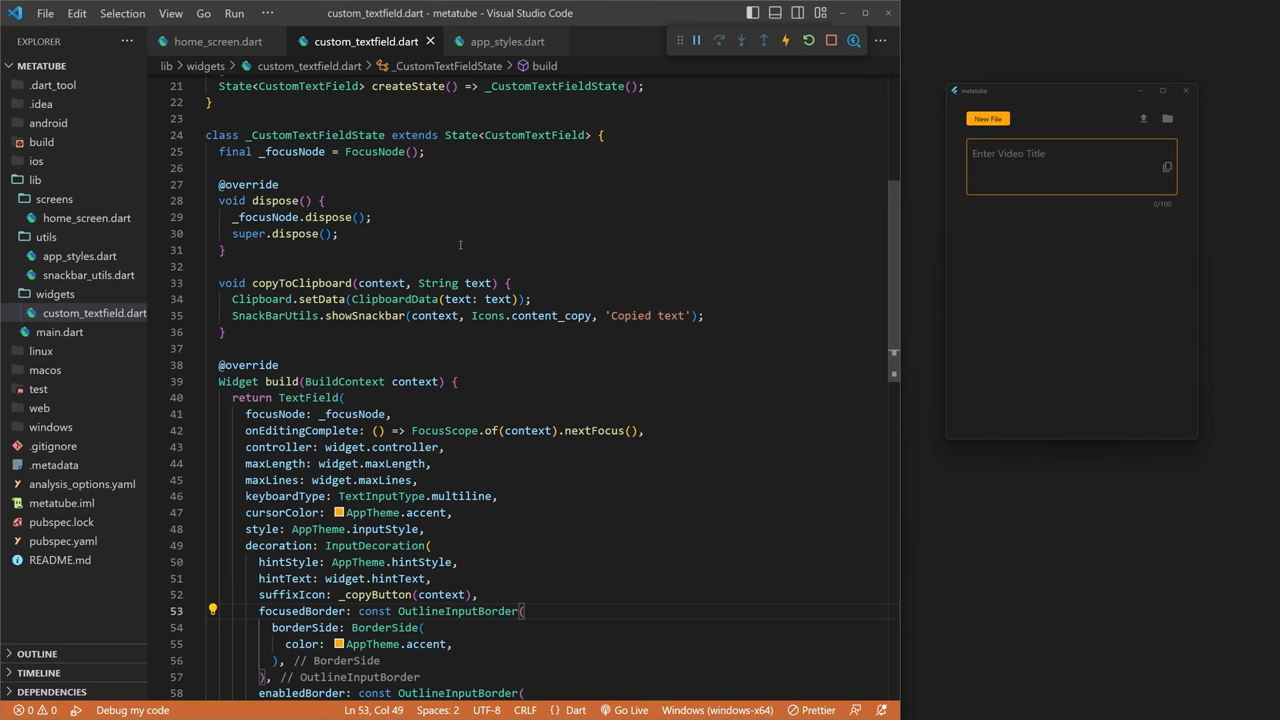 File Edit Selection View Go Run ··· custom_textfield.dart - metatube - Visual Studio Code
EXPLORER ···
METATUBE
.dart_tool
.idea
android
build
ios
lib
screens
home_screen.dart
utils
app_styles.dart
snackbar_utils.dart
widgets
custom_textfield.dart
main.dart
linux
macos
test
web
windows
.gitignore
.metadata
analysis_options.yaml
metatube.iml
pubspec.lock
pubspec.yaml
README.md
OUTLINE
TIMELINE
DEPENDENCIES
home_screen.dart custom_textfield.dart app_styles.dart
lib > widgets > custom_textfield.dart > _CustomTextFieldState > build
21 State<CustomTextField> createState() => _CustomTextFieldState();
22 }
23
24 class _CustomTextFieldState extends State<CustomTextField> {
25 final _focusNode = FocusNode();
26
27 @override
28 void dispose() {
29 _focusNode.dispose();
30 super.dispose();
31 }
32
33 void copyToClipboard(context, String text) {
34 Clipboard.setData(ClipboardData(text: text));
35 SnackBarUtils.showSnackbar(context, Icons.content_copy, 'Copied text');
36 }
37
38 @override
39 Widget build(BuildContext context) {
40 return TextField(
41 focusNode: _focusNode,
42 onEditingComplete: () => FocusScope.of(context).nextFocus(),
43 controller: widget.controller,
44 maxLength: widget.maxLength,
45 maxLines: widget.maxLines,
46 keyboardType: TextInputType.multiline,
47 cursorColor: AppTheme.accent,
48 style: AppTheme.inputStyle,
49 decoration: InputDecoration(
50 hintStyle: AppTheme.hintStyle,
51 hintText: widget.hintText,
52 suffixIcon: _copyButton(context),
53 focusedBorder: const OutlineInputBorder(
54 borderSide: BorderSide(
55 color: AppTheme.accent,
56 ), // BorderSide
57 ), // OutlineInputBorder
58 enabledBorder: const OutlineInputBorder(
0 0 Debug my code Ln 53, Col 49 Spaces: 2 UTF-8 CRLF {} Dart Go Live Windows (windows-x64) Prettier
metatube
New File
Enter Video Title
0/100